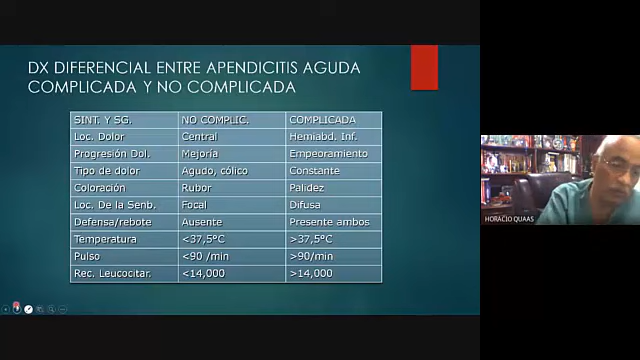 DX DIFERENCIAL ENTRE APENDICITIS AGUDA
COMPLICADA Y NO COMPLICADA
SINT. Y SG. NO COMPLIC. COMPLICADA
Loc. Dolor Central Hemiabd. Inf.
Progresión Dol. Mejoría Empeoramiento
Tipo de dolor Agudo, cólico Constante
Coloración Rubor Palidez
Loc. De la Senb. Focal Difusa
Defensa/rebote Ausente Presente ambos
Temperatura <37,5ºC >37,5ºC
Pulso <90 /min >90/min
Rec. Leucocitar. <14,000 >14,000
HORACIO QUAAS